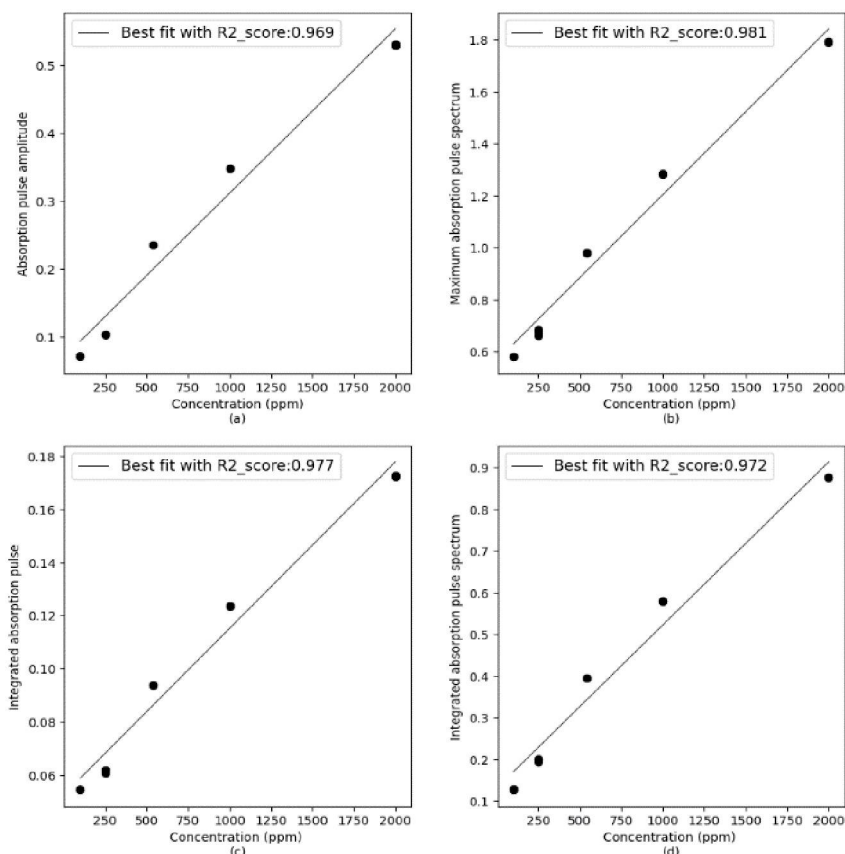 Best fit with R2_score:0.969
Absorption pulse amplitude
0.5
0.4
0.3
0.2
0.1
250 500 750 1000 1250 1500 1750 2000
Concentration (ppm)
(a)
Best fit with R2_score:0.981
Maximum absorption pulse spectrum
1.8
1.6
1.4
1.2
1.0
0.8
0.6
250 500 750 1000 1250 1500 1750 2000
Concentration (ppm)
(b)
Best fit with R2_score:0.977
Integrated absorption pulse
0.18
0.16
0.14
0.12
0.10
0.08
0.06
250 500 750 1000 1250 1500 1750 2000
Concentration (ppm)
(c)
Best fit with R2_score:0.972
Integrated absorption pulse spectrum
0.9
0.8
0.7
0.6
0.5
0.4
0.3
0.2
0.1
250 500 750 1000 1250 1500 1750 2000
Concentration (ppm)
(d)